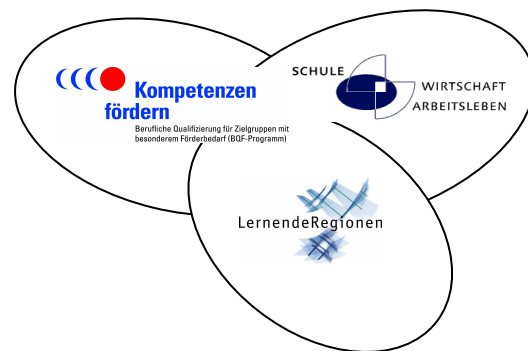 Kompetenzen
fördern
Berufliche Qualifizierung für Zielgruppen mit
besonderem Förderbedarf (BQF-Programm)
SCHULE
WIRTSCHAFT
ARBEITSLEBEN
LernendeRegionen